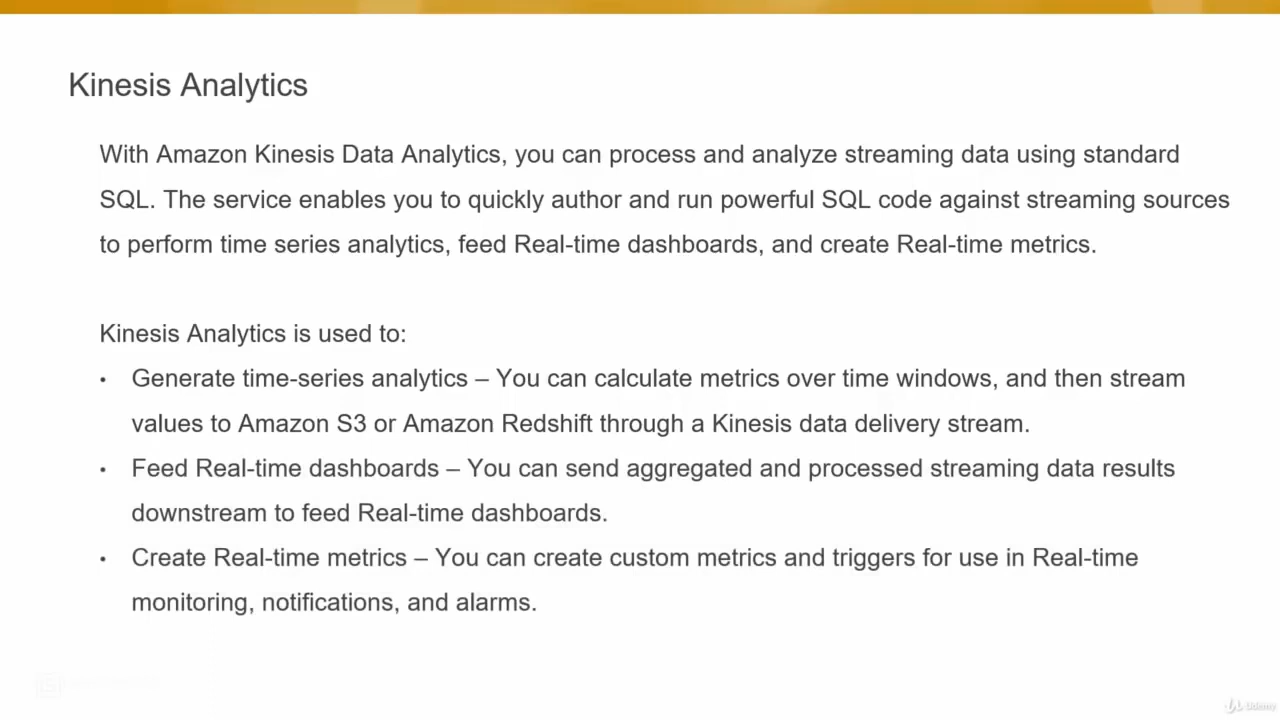 Kinesis Analytics
With Amazon Kinesis Data Analytics, you can process and analyze streaming data using standard
SQL. The service enables you to quickly author and run powerful SQL code against streaming sources
to perform time series analytics, feed Real-time dashboards, and create Real-time metrics.
Kinesis Analytics is used to:
• Generate time-series analytics – You can calculate metrics over time windows, and then stream
values to Amazon S3 or Amazon Redshift through a Kinesis data delivery stream.
• Feed Real-time dashboards – You can send aggregated and processed streaming data results
downstream to feed Real-time dashboards.
• Create Real-time metrics – You can create custom metrics and triggers for use in Real-time
monitoring, notifications, and alarms.
Udemy